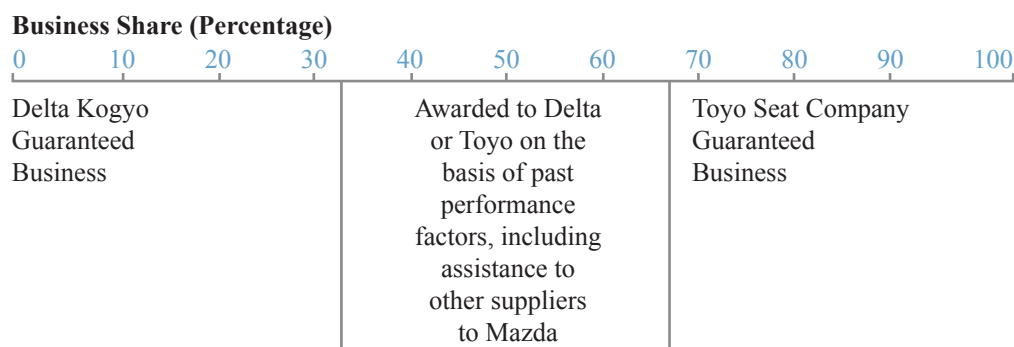 Business Share (Percentage)
0 10 20 30 40 50 60 70 80 90 100
Delta Kogyo
Guaranteed
Business
Awarded to Delta
or Toyo on the
basis of past
performance
factors, including
assistance to
other suppliers
to Mazda
Toyo Seat Company
Guaranteed
Business